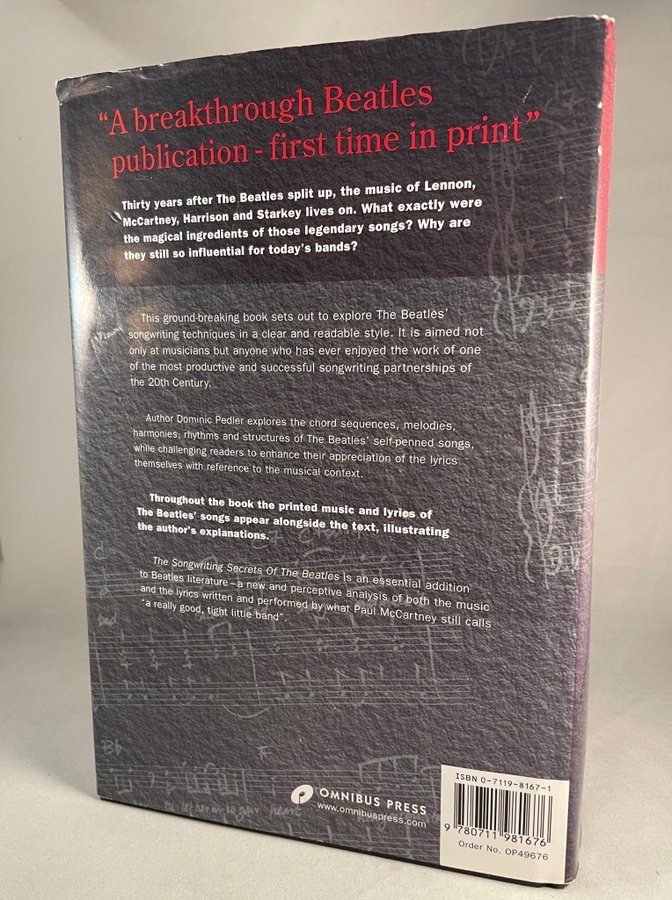 “A breakthrough Beatles
publication - first time in print”
Thirty years after The Beatles split up, the music of Lennon,
McCartney, Harrison and Starkey lives on. What exactly were
the magical ingredients of those legendary songs? Why are
they still so influential for today's bands?
This ground-breaking book sets out to explore The Beatles'
songwriting techniques in a clear and readable style. It is aimed not
only at musicians but anyone who has ever enjoyed the work of one
of the most productive and successful songwriting partnerships of
the 20th Century.
Author Dominic Pedler explores the chord sequences, melodies,
harmonies, rhythms and structures of The Beatles' self-penned songs,
while challenging readers to enhance their appreciation of the lyrics
themselves with reference to the musical context.
Throughout the book the printed music and lyrics of
The Beatles' songs appear alongside the text, illustrating
the author's explanations.
The Songwriting Secrets Of The Beatles is an essential addition
to Beatles literature – a new and perceptive analysis of both the music
and the lyrics written and performed by what Paul McCartney still calls
“a really good, tight little band”.
Bb
F
to let her in to your heart
OMNIBUS PRESS
www.omnibuspress.com
ISBN 0-7119-8167-1
9 780711 981676
Order No. OP49676